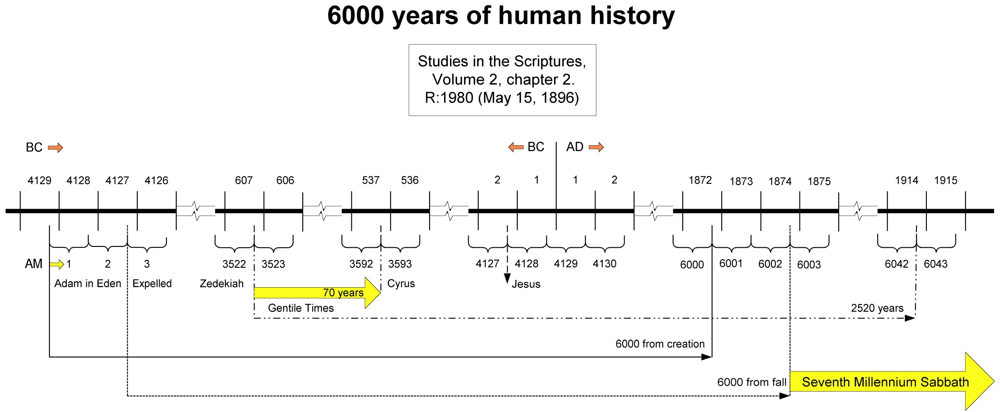 6000 years of human history
Studies in the Scriptures,
Volume 2, chapter 2.
R:1980 (May 15, 1896)
BC BC AD
4129 4128 4127 4126 607 606 537 536 2 1 1 2 1872 1873 1874 1875 1914 1915
AM 1 2 3 3522 3523 3592 3593 4127 4128 4129 4130 6000 6001 6002 6003 6042 6043
Adam in Eden Expelled Zedekiah Cyrus Jesus
70 years
Gentile Times 2520 years
6000 from creation
6000 from fall Seventh Millennium Sabbath